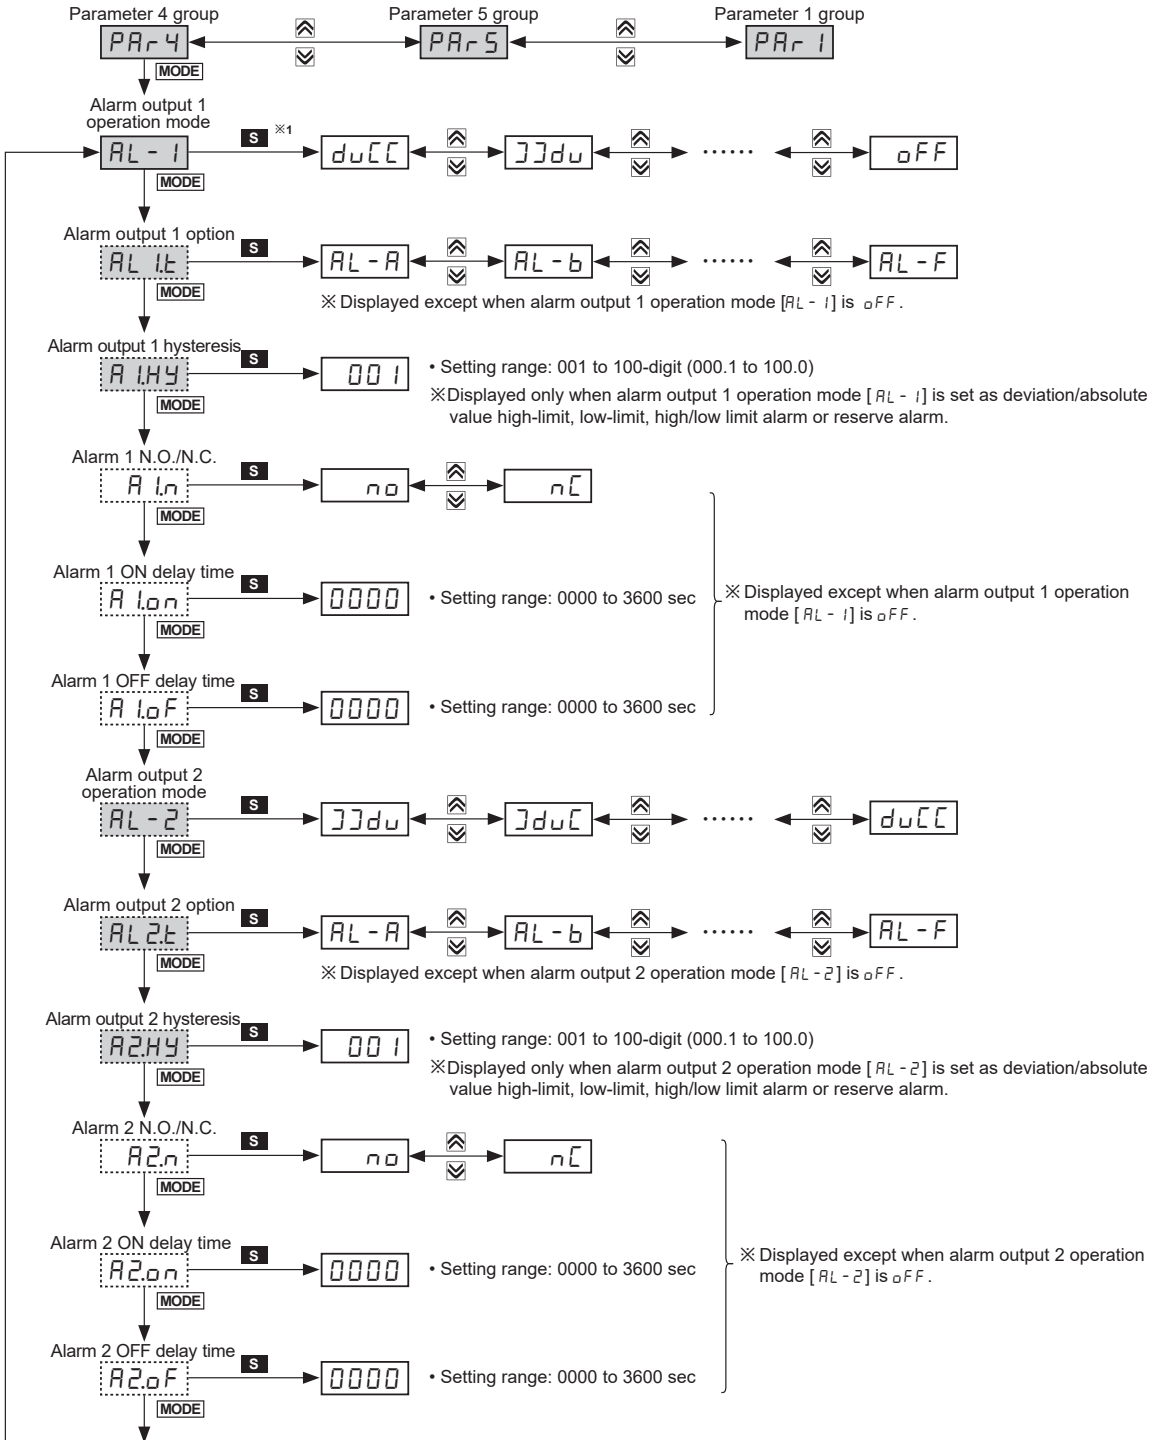 Parameter 4 group Parameter 5 group Parameter 1 group
PAr4 PAr5 PAr1
MODE
Alarm output 1
operation mode
AL-1 S ※1 duCC ]]du ...... oFF
MODE
Alarm output 1 option
AL1.t S AL-A AL-b ...... AL-F
MODE
※ Displayed except when alarm output 1 operation mode [AL-1] is oFF.
Alarm output 1 hysteresis
A1.HY S 001 • Setting range: 001 to 100-digit (000.1 to 100.0)
MODE
※Displayed only when alarm output 1 operation mode [AL-1] is set as deviation/absolute
value high-limit, low-limit, high/low limit alarm or reserve alarm.
Alarm 1 N.O./N.C.
A1.n S no nC
MODE
Alarm 1 ON delay time
A1.on S 0000 • Setting range: 0000 to 3600 sec
MODE
※ Displayed except when alarm output 1 operation
mode [AL-1] is oFF.
Alarm 1 OFF delay time
A1.oF S 0000 • Setting range: 0000 to 3600 sec
MODE
Alarm output 2
operation mode
AL-2 S ]]du ]duC ...... duCC
MODE
Alarm output 2 option
AL2.t S AL-A AL-b ...... AL-F
MODE
※ Displayed except when alarm output 2 operation mode [AL-2] is oFF.
Alarm output 2 hysteresis
A2.HY S 001 • Setting range: 001 to 100-digit (000.1 to 100.0)
MODE
※Displayed only when alarm output 2 operation mode [AL-2] is set as deviation/absolute
value high-limit, low-limit, high/low limit alarm or reserve alarm.
Alarm 2 N.O./N.C.
A2.n S no nC
MODE
Alarm 2 ON delay time
A2.on S 0000 • Setting range: 0000 to 3600 sec
MODE
※ Displayed except when alarm output 2 operation
mode [AL-2] is oFF.
Alarm 2 OFF delay time
A2.oF S 0000 • Setting range: 0000 to 3600 sec
MODE